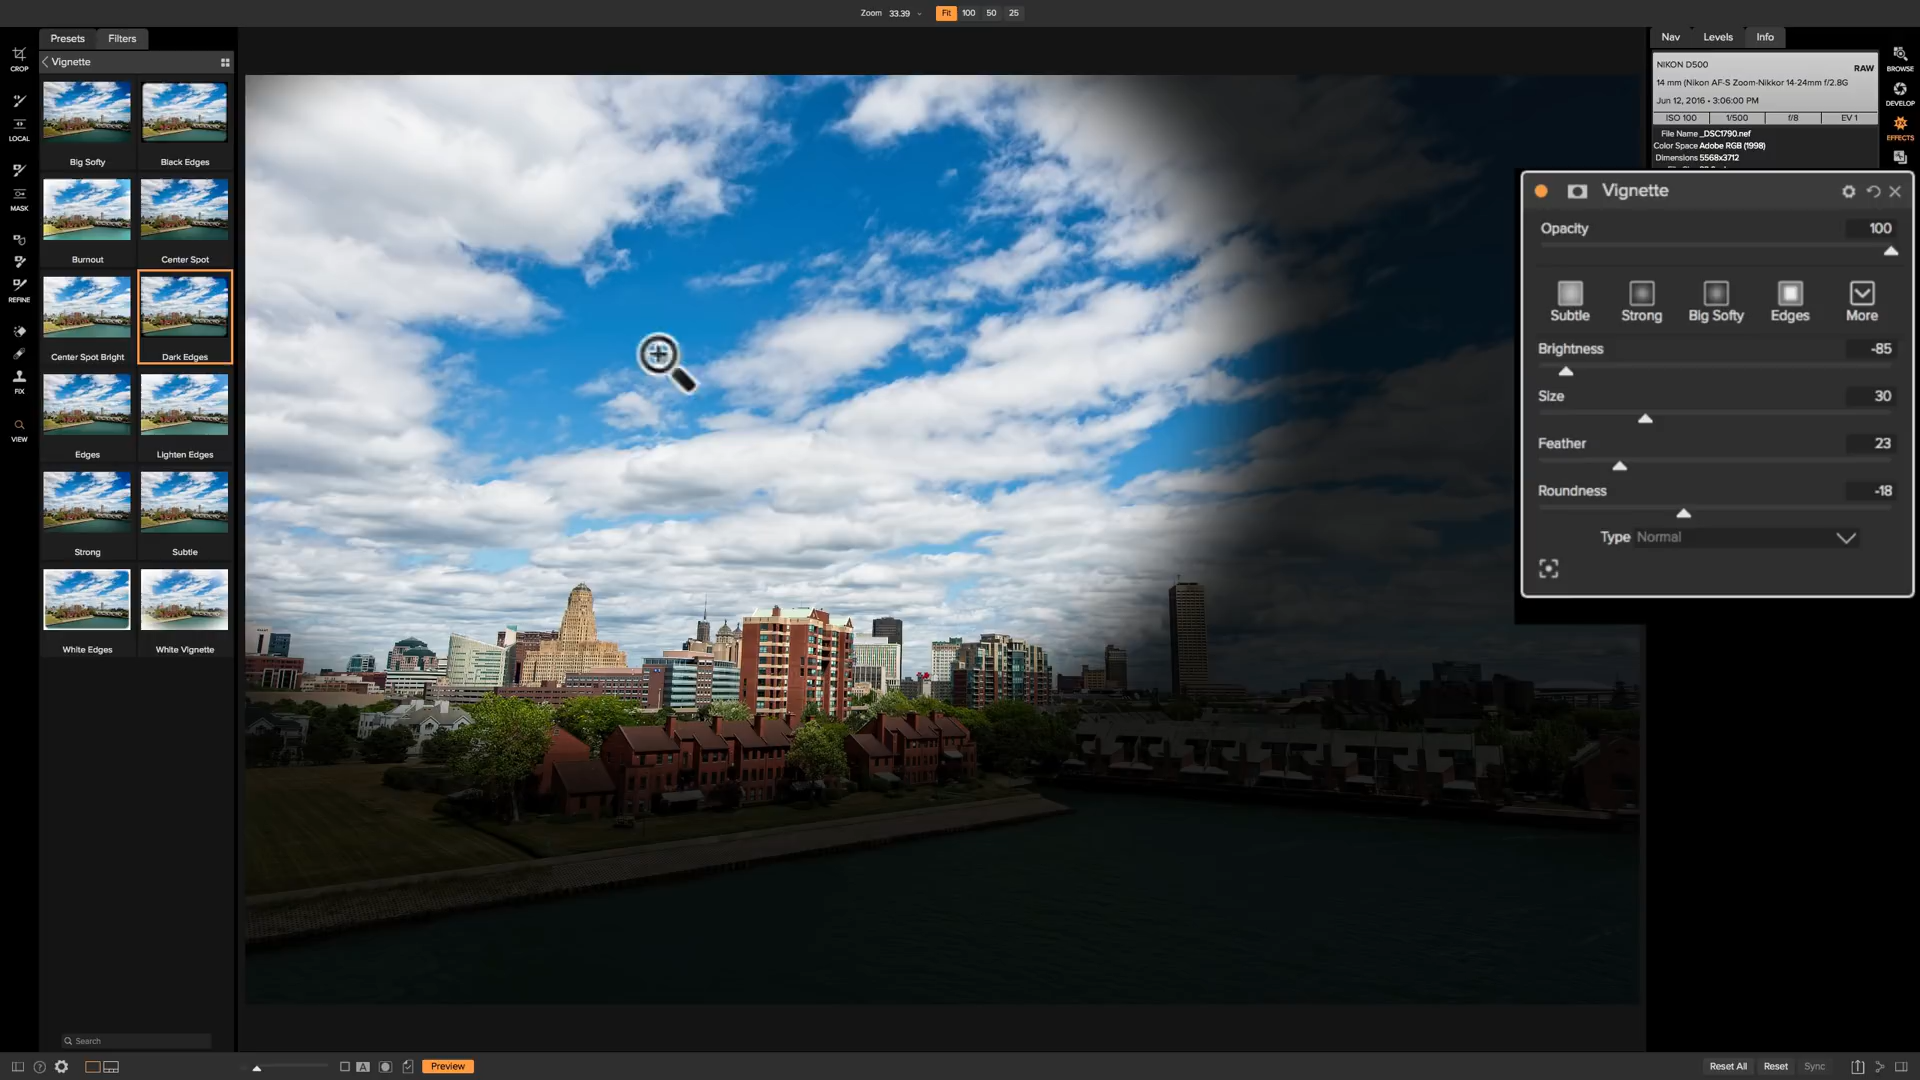 Zoom 33.39 Fit 100 50 25
Presets Filters
Vignette
Big Softy Black Edges
Burnout Center Spot
Center Spot Bright Dark Edges
Edges Lighten Edges
Strong Subtle
White Edges White Vignette
Search
CROP
LOCAL
MASK
REFINE
FIX
VIEW
Nav Levels Info
NIKON D500 RAW
14 mm (Nikon AF-S Zoom-Nikkor 14-24mm f/2.8G
Jun 12, 2016 • 3:06:00 PM
ISO 100 1/500 f/8 EV 1
File Name _DSC1790.nef
Color Space Adobe RGB (1998)
Dimensions 5568x3712
BROWSE
DEVELOP
EFFECTS
Vignette
Opacity 100
Subtle Strong Big Softy Edges More
Brightness -85
Size 30
Feather 23
Roundness -18
Type Normal
A Preview
Reset All Reset Sync